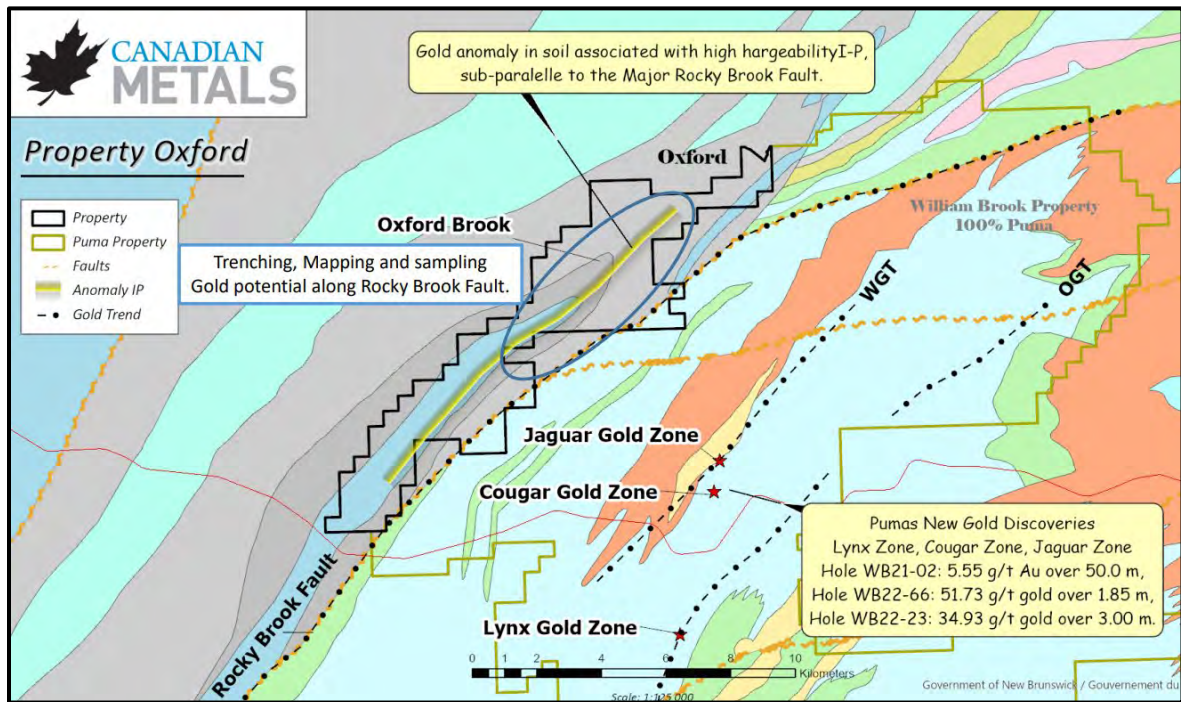 CANADIAN
METALS
Property Oxford
Property
Puma Property
Faults
Anomaly IP
Gold Trend
Gold anomaly in soil associated with high hargeabilityI-P,
sub-paralelle to the Major Rocky Brook Fault.
Oxford
Oxford Brook
Trenching, Mapping and sampling
Gold potential along Rocky Brook Fault.
William Brook Property
100% Puma
WGT
OGT
Jaguar Gold Zone
Cougar Gold Zone
Pumas New Gold Discoveries
Lynx Zone, Cougar Zone, Jaguar Zone
Hole WB21-02: 5.55 g/t Au over 50.0 m,
Hole WB22-66: 51.73 g/t gold over 1.85 m,
Hole WB22-23: 34.93 g/t gold over 3.00 m.
Rocky Brook Fault
Lynx Gold Zone
0 2 4 6 8 10
Kilometers
Scale: 1:125 000
Government of New Brunswick / Gouvernement du